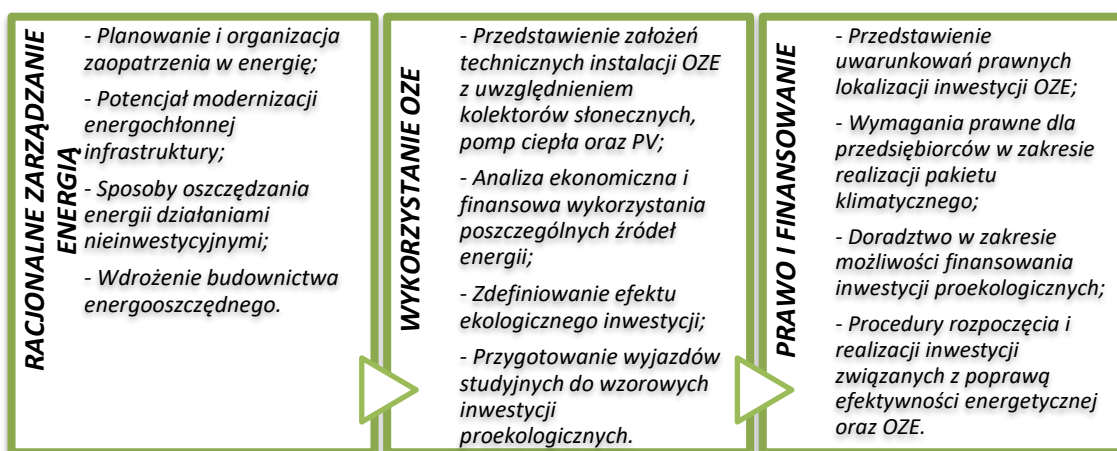 RACJONALNE ZARZĄDZANIE
ENERGIĄ
- Planowanie i organizacja
zaopatrzenia w energię;
- Potencjał modernizacji
energochłonnej
infrastruktury;
- Sposoby oszczędzania
energii działaniami
nieinwestycyjnymi;
- Wdrożenie budownictwa
energooszczędnego.
WYKORZYSTANIE OZE
- Przedstawienie założeń
technicznych instalacji OZE
z uwzględnieniem
kolektorów słonecznych,
pomp ciepła oraz PV;
- Analiza ekonomiczna i
finansowa wykorzystania
poszczególnych źródeł
energii;
- Zdefiniowanie efektu
ekologicznego inwestycji;
- Przygotowanie wyjazdów
studyjnych do wzorowych
inwestycji
proekologicznych.
PRAWO I FINANSOWANIE
- Przedstawienie
uwarunkowań prawnych
lokalizacji inwestycji OZE;
- Wymagania prawne dla
przedsiębiorców w zakresie
realizacji pakietu
klimatycznego;
- Doradztwo w zakresie
możliwości finansowania
inwestycji proekologicznych;
- Procedury rozpoczęcia i
realizacji inwestycji
związanych z poprawą
efektywności energetycznej
oraz OZE.